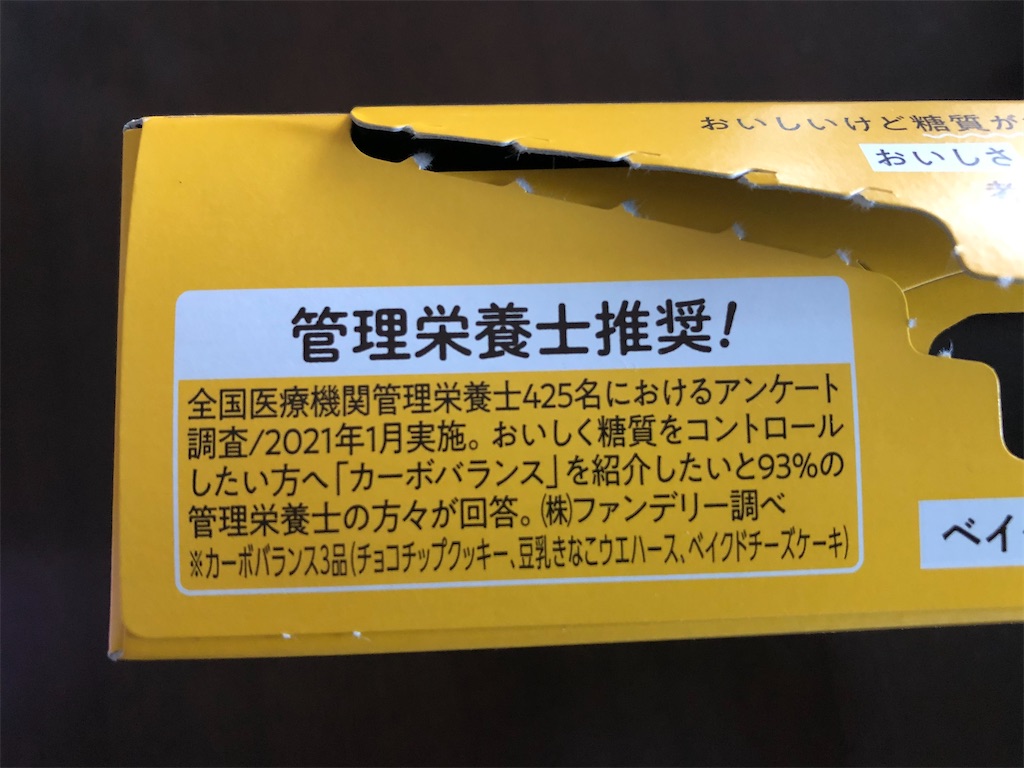 おいしいけど糖質が
おいしさ
管理栄養士推奨!
全国医療機関管理栄養士425名におけるアンケート
調査/2021年1月実施。おいしく糖質をコントロール
したい方へ「カーボバランス」を紹介したいと93%の
管理栄養士の方々が回答。(株)ファンデリー調べ
※カーボバランス3品(チョコチップクッキー、豆乳きなこウエハース、ベイクドチーズケーキ)
ベイ